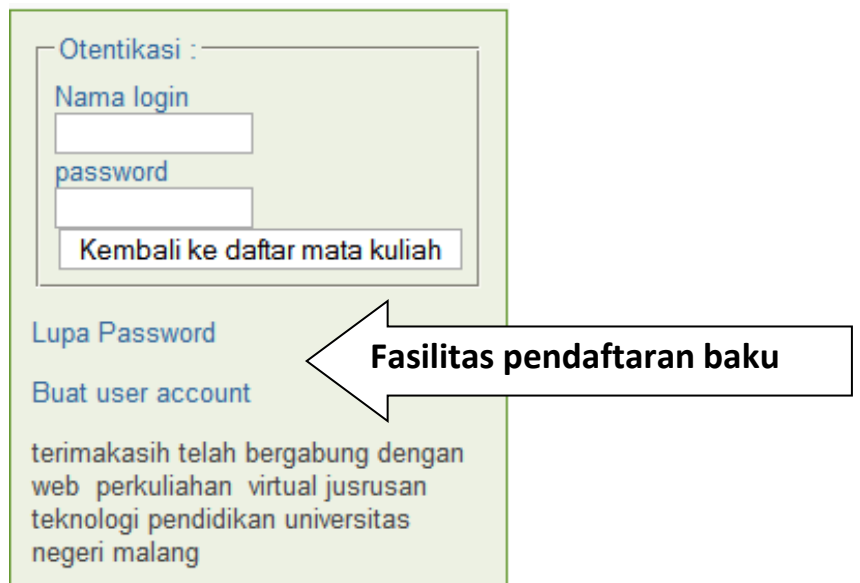 Otentikasi :
Nama login
password
Kembali ke daftar mata kuliah
Lupa Password
Fasilitas pendaftaran baku
Buat user account
terimakasih telah bergabung dengan
web perkuliahan virtual jusrusan
teknologi pendidikan universitas
negeri malang